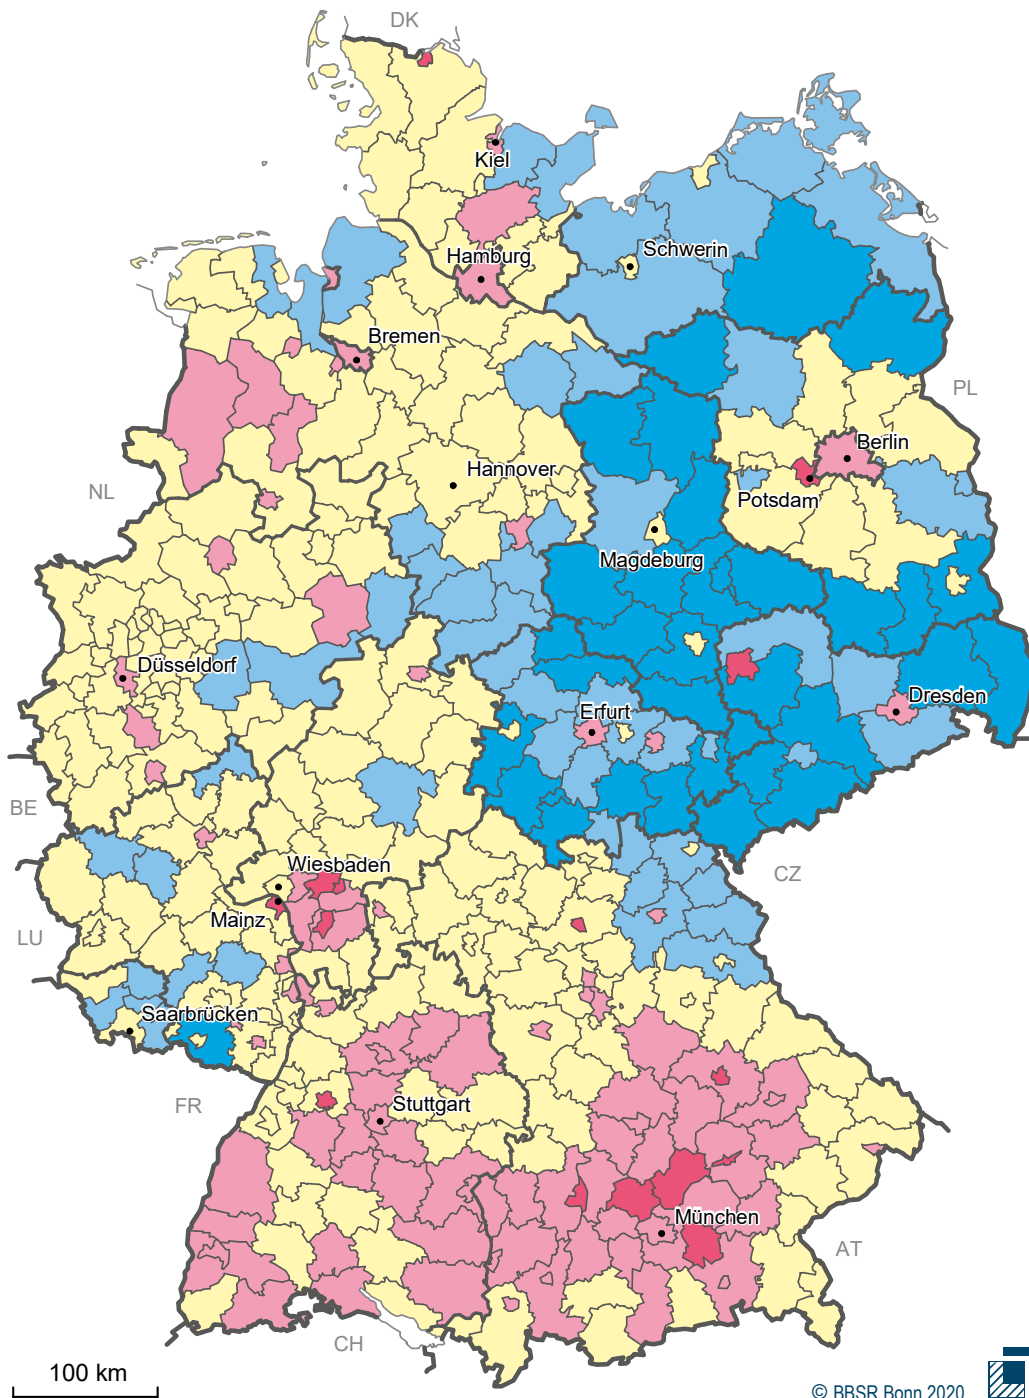 DK
Kiel
Schwerin
Hamburg
Bremen
PL
Berlin
Hannover
NL
Potsdam
Magdeburg
Düsseldorf
Dresden
Erfurt
BE
Wiesbaden
CZ
Mainz
LU
Saarbrücken
FR
Stuttgart
München
AT
CH
100 km
© BBSR Bonn 2020